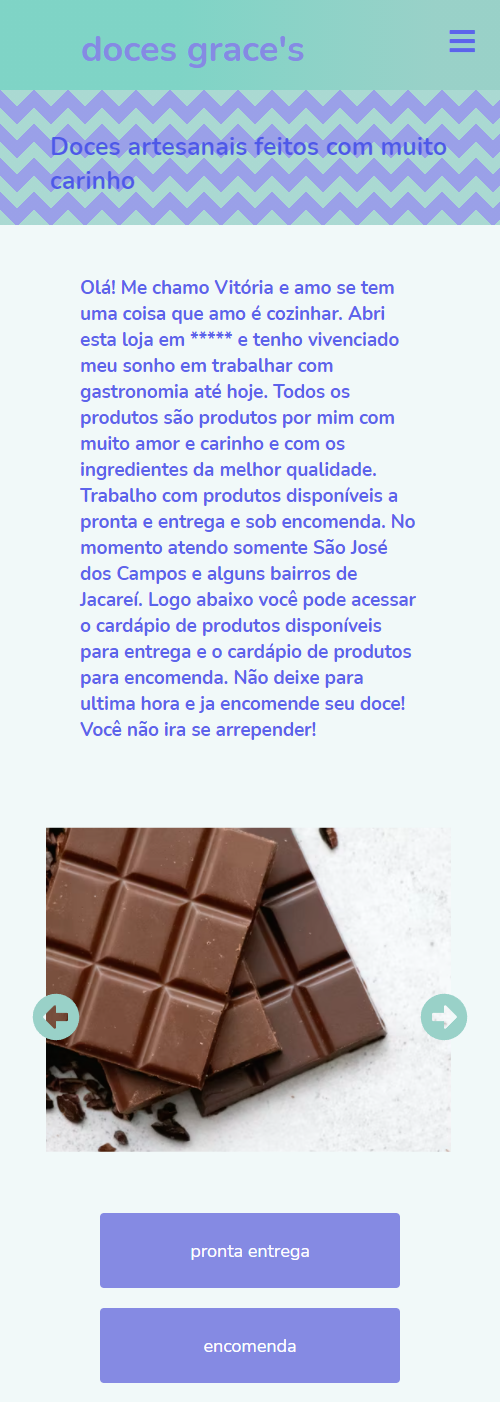 doces grace's
Doces artesanais feitos com muito
carinho
Olá! Me chamo Vitória e amo se tem
uma coisa que amo é cozinhar. Abri
esta loja em ***** e tenho vivenciado
meu sonho em trabalhar com
gastronomia até hoje. Todos os
produtos são produtos por mim com
muito amor e carinho e com os
ingredientes da melhor qualidade.
Trabalho com produtos disponíveis a
pronta e entrega e sob encomenda. No
momento atendo somente São José
dos Campos e alguns bairros de
Jacareí. Logo abaixo você pode acessar
o cardápio de produtos disponíveis
para entrega e o cardápio de produtos
para encomenda. Não deixe para
ultima hora e ja encomende seu doce!
Você não ira se arrepender!
pronta entrega
encomenda